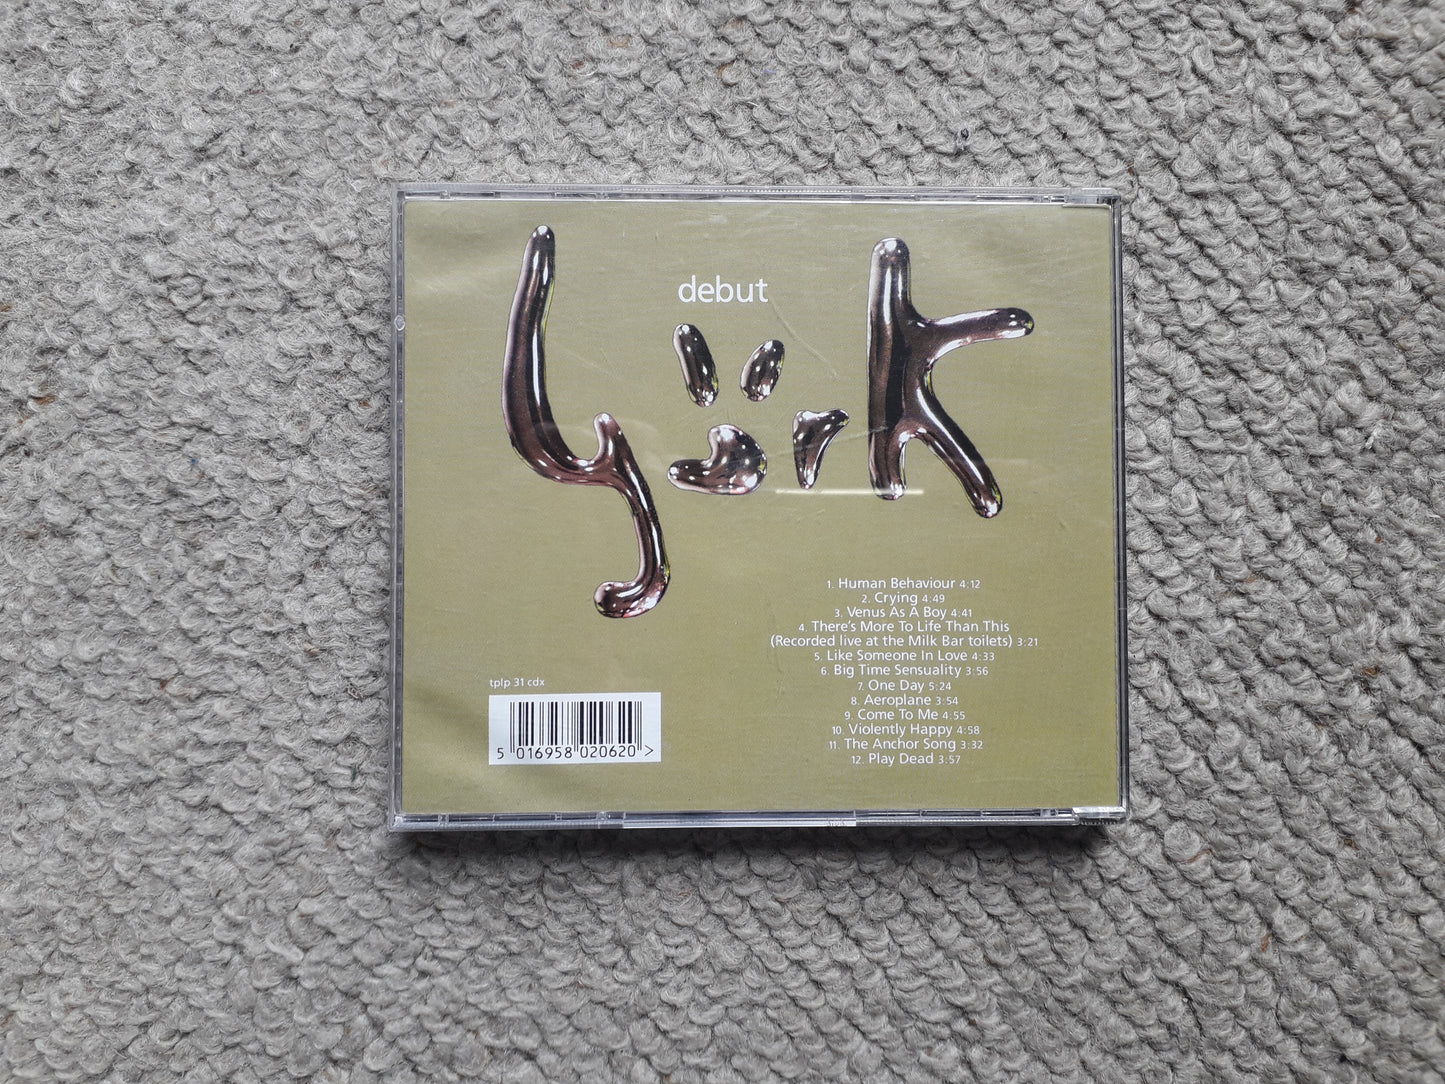 debut
björk
1. Human Behaviour 4:12
2. Crying 4:49
3. Venus As A Boy 4:41
4. There's More To Life Than This
(Recorded live at the Milk Bar toilets) 3:21
5. Like Someone In Love 4:33
6. Big Time Sensuality 3:56
7. One Day 5:24
8. Aeroplane 3:54
9. Come To Me 4:55
10. Violently Happy 4:58
11. The Anchor Song 3:32
12. Play Dead 3:57
tplp 31 cdx
5 016958 020620 >